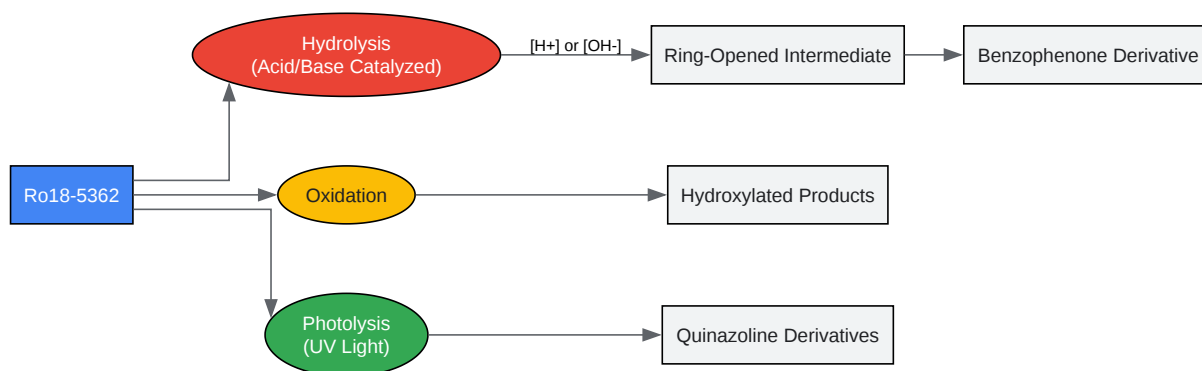 Hydrolysis
(Acid/Base Catalyzed)
[H+] or [OH-]
Ring-Opened Intermediate
Benzophenone Derivative
Ro18-5362
Oxidation
Hydroxylated Products
Photolysis
(UV Light)
Quinazoline Derivatives